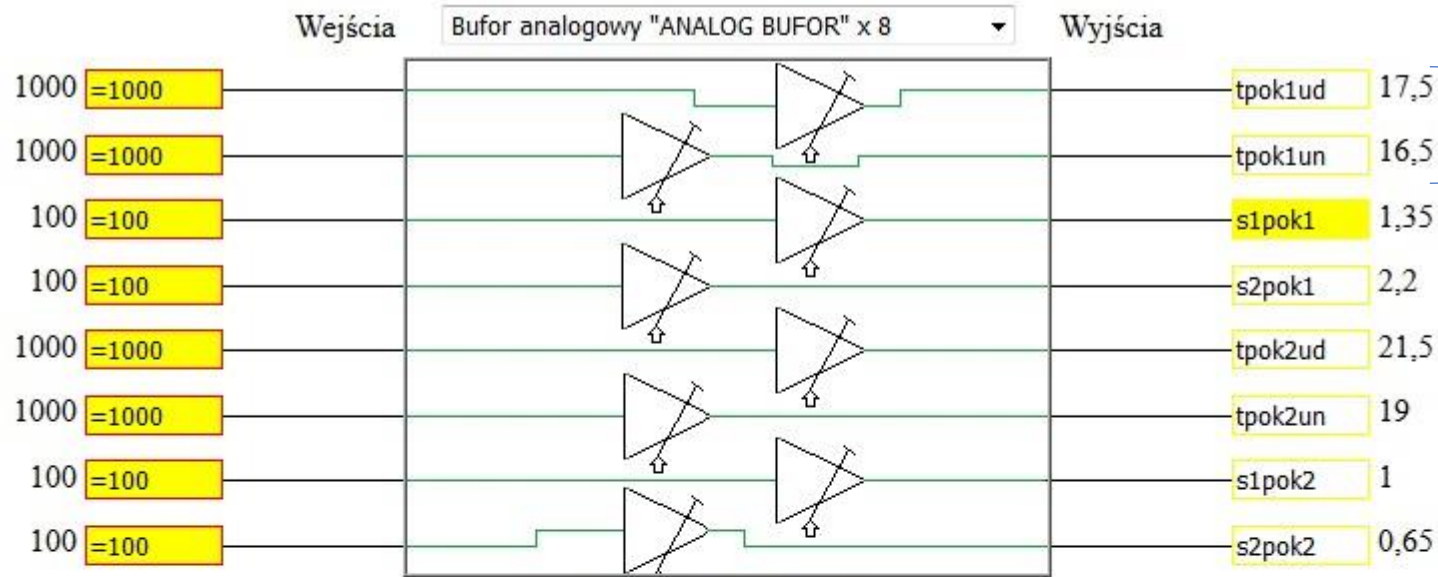 Wejścia Bufor analogowy "ANALOG BUFOR" x 8 Wyjścia
1000 =1000 tpok1ud 17,5
1000 =1000 tpok1un 16,5
100 =100 s1pok1 1,35
100 =100 s2pok1 2,2
1000 =1000 tpok2ud 21,5
1000 =1000 tpok2un 19
100 =100 s1pok2 1
100 =100 s2pok2 0,65